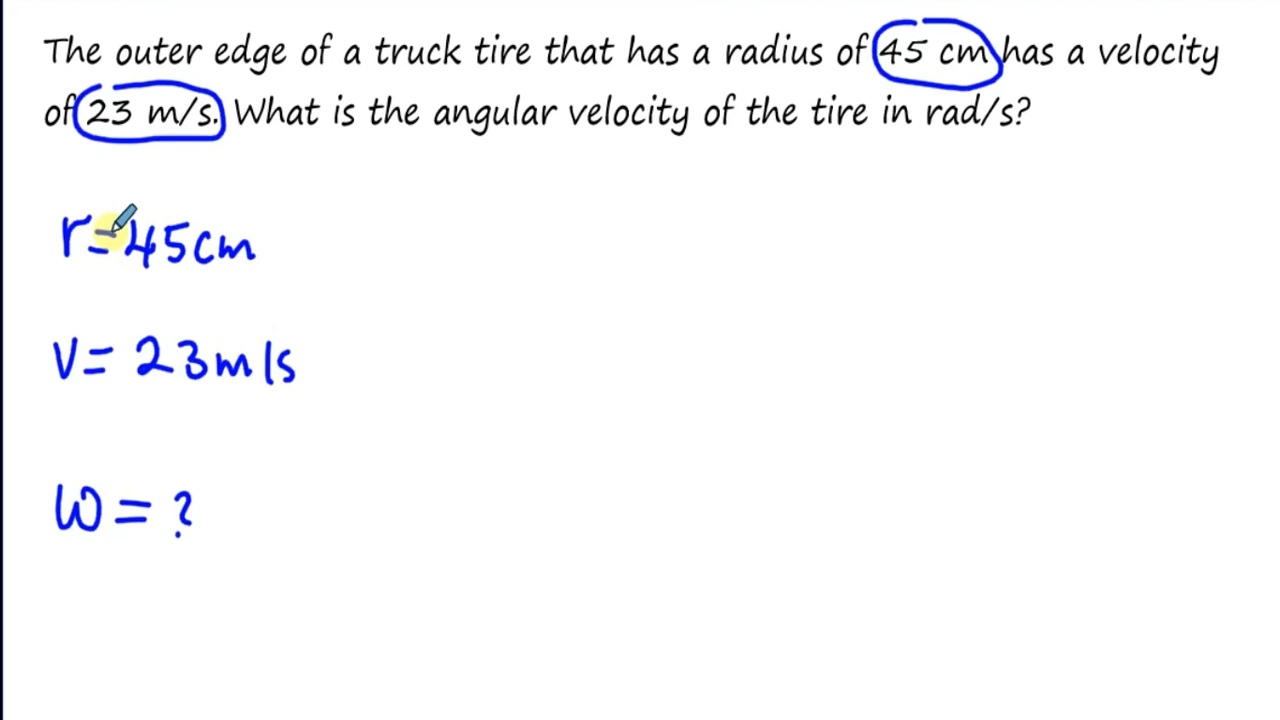 The outer edge of a truck tire that has a radius of 45 cm has a velocity
of 23 m/s. What is the angular velocity of the tire in rad/s?
r=45cm
v= 23m/s
ω = ?